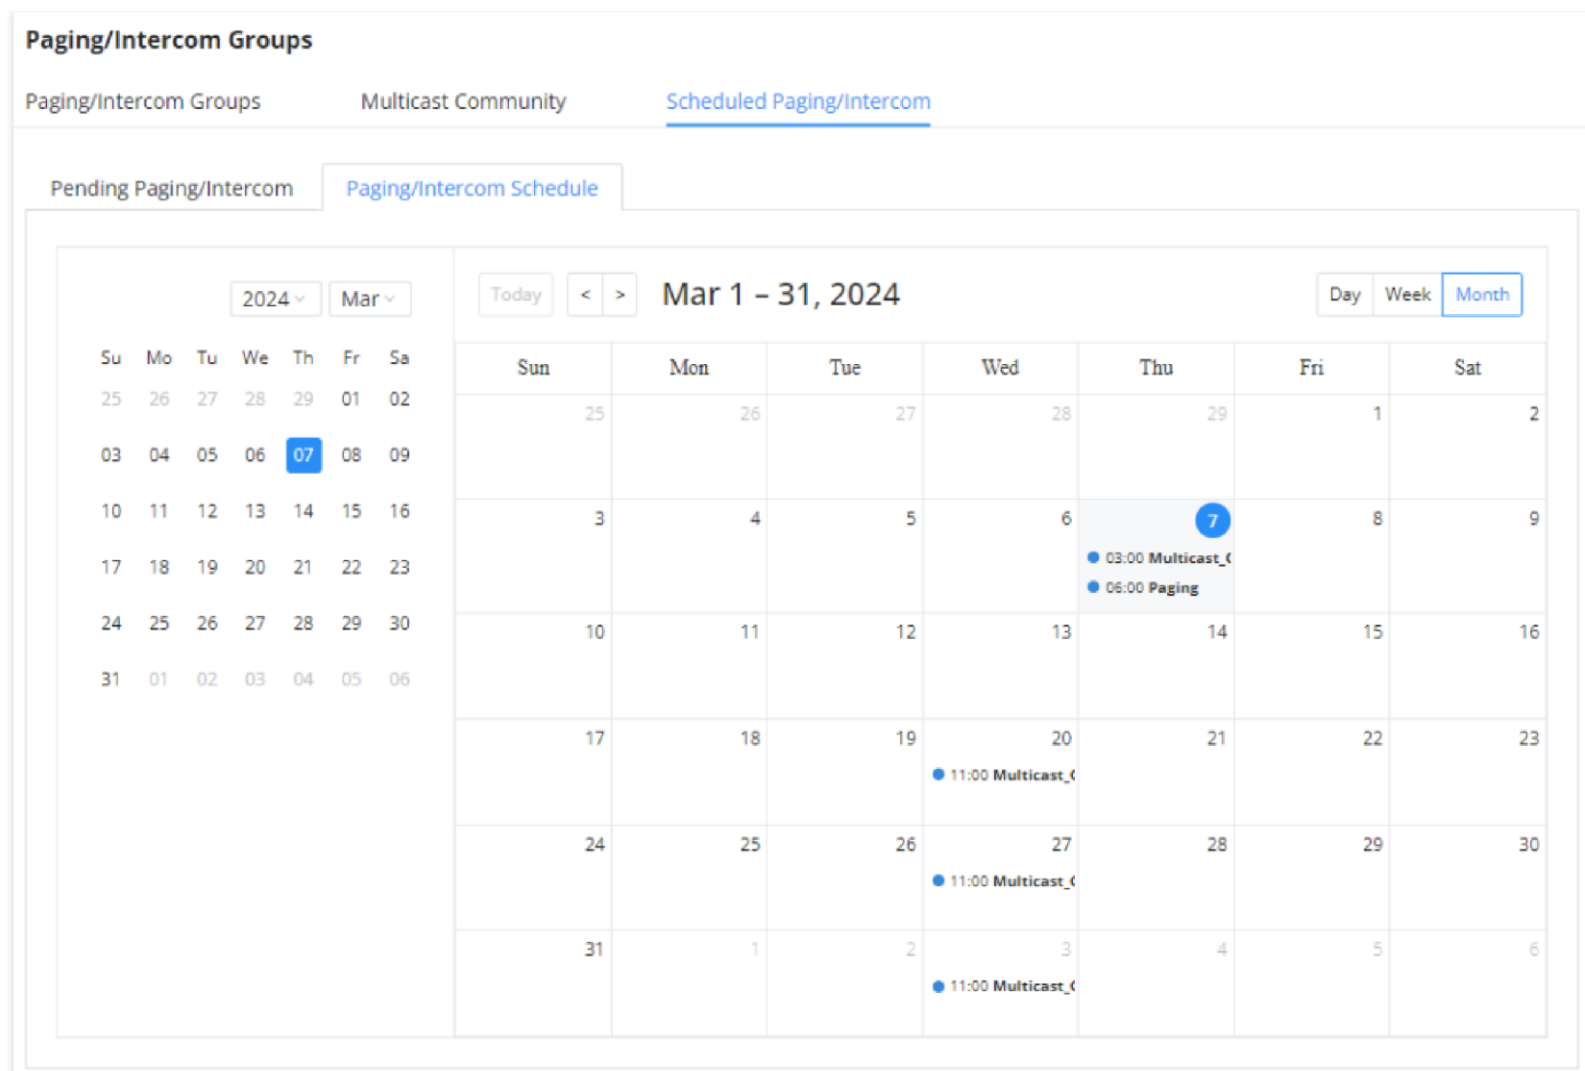 Paging/Intercom Groups
Paging/Intercom Groups Multicast Community Scheduled Paging/Intercom
Pending Paging/Intercom Paging/Intercom Schedule
2024 Mar
Su Mo Tu We Th Fr Sa
25 26 27 28 29 01 02
03 04 05 06 07 08 09
10 11 12 13 14 15 16
17 18 19 20 21 22 23
24 25 26 27 28 29 30
31 01 02 03 04 05 06
Today < > Mar 1 – 31, 2024 Day Week Month
Sun Mon Tue Wed Thu Fri Sat
25 26 27 28 29 1 2
3 4 5 6 7 8 9
03:00 Multicast_
06:00 Paging
10 11 12 13 14 15 16
17 18 19 20 21 22 23
11:00 Multicast_
24 25 26 27 28 29 30
11:00 Multicast_
31 1 2 3 4 5 6
11:00 Multicast_